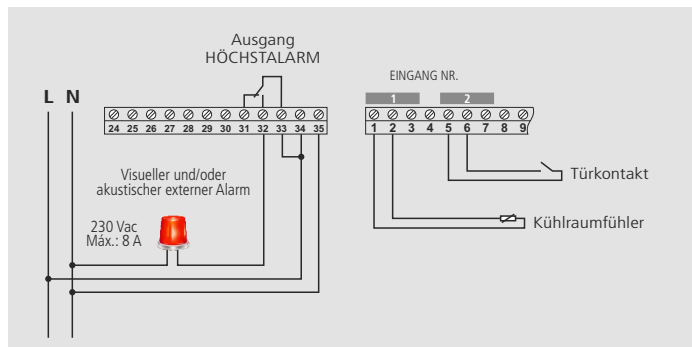 Ausgang
HÖCHSTALARM
EINGANG NR.
1 2
L N
24 25 26 27 28 29 30 31 32 33 34 35
1 2 3 4 5 6 7 8 9
Visueller und/oder
akustischer externer Alarm
230 Vac
Máx.: 8 A
Türkontakt
Kühlraumfühler